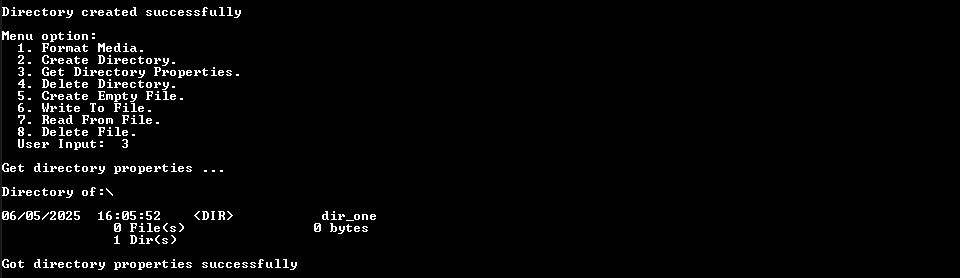 Directory created successfully
Menu option:
1. Format Media.
2. Create Directory.
3. Get Directory Properties.
4. Delete Directory.
5. Create Empty File.
6. Write To File.
7. Read From File.
8. Delete File.
User Input:  3
Get directory properties ...
Directory of:\
06/05/2025  16:05:52    <DIR>           dir_one
0 File(s)                0 bytes
1 Dir(s)
Got directory properties successfully